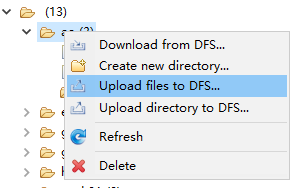 (13)
Download from DFS...
Create new directory...
Upload files to DFS...
Upload directory to DFS...
Refresh
Delete